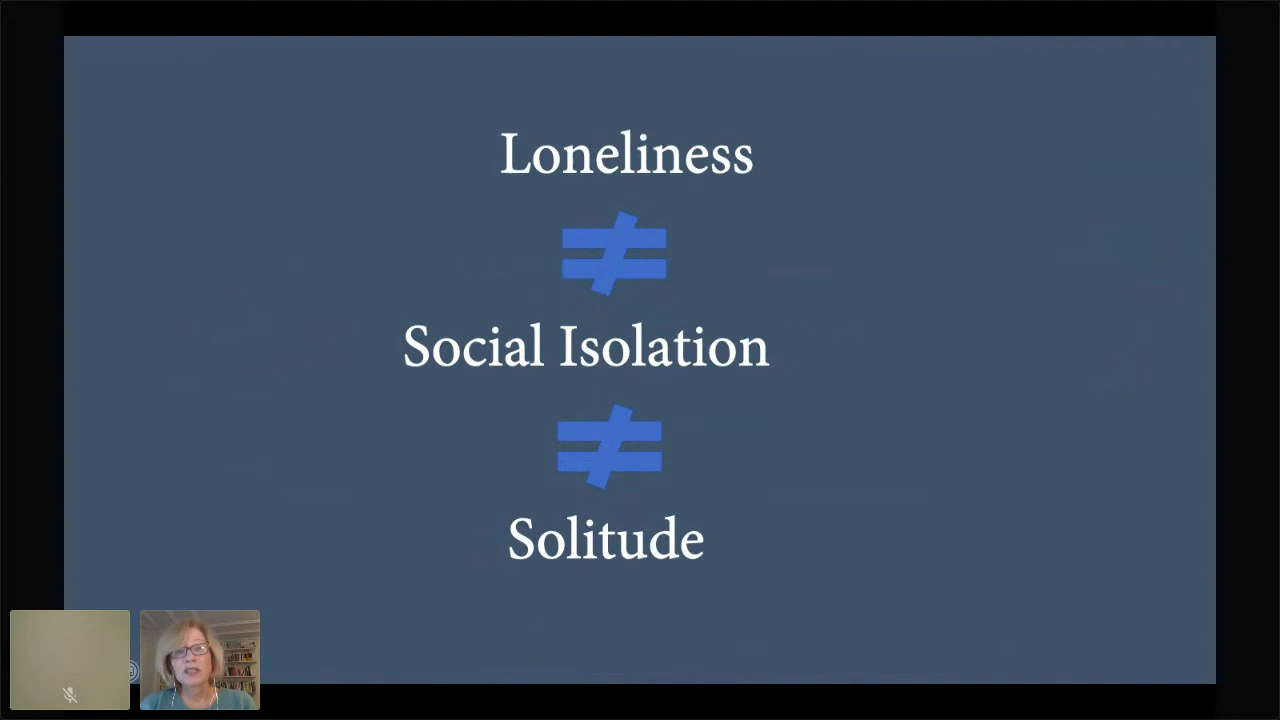 Loneliness
≠
Social Isolation
≠
Solitude